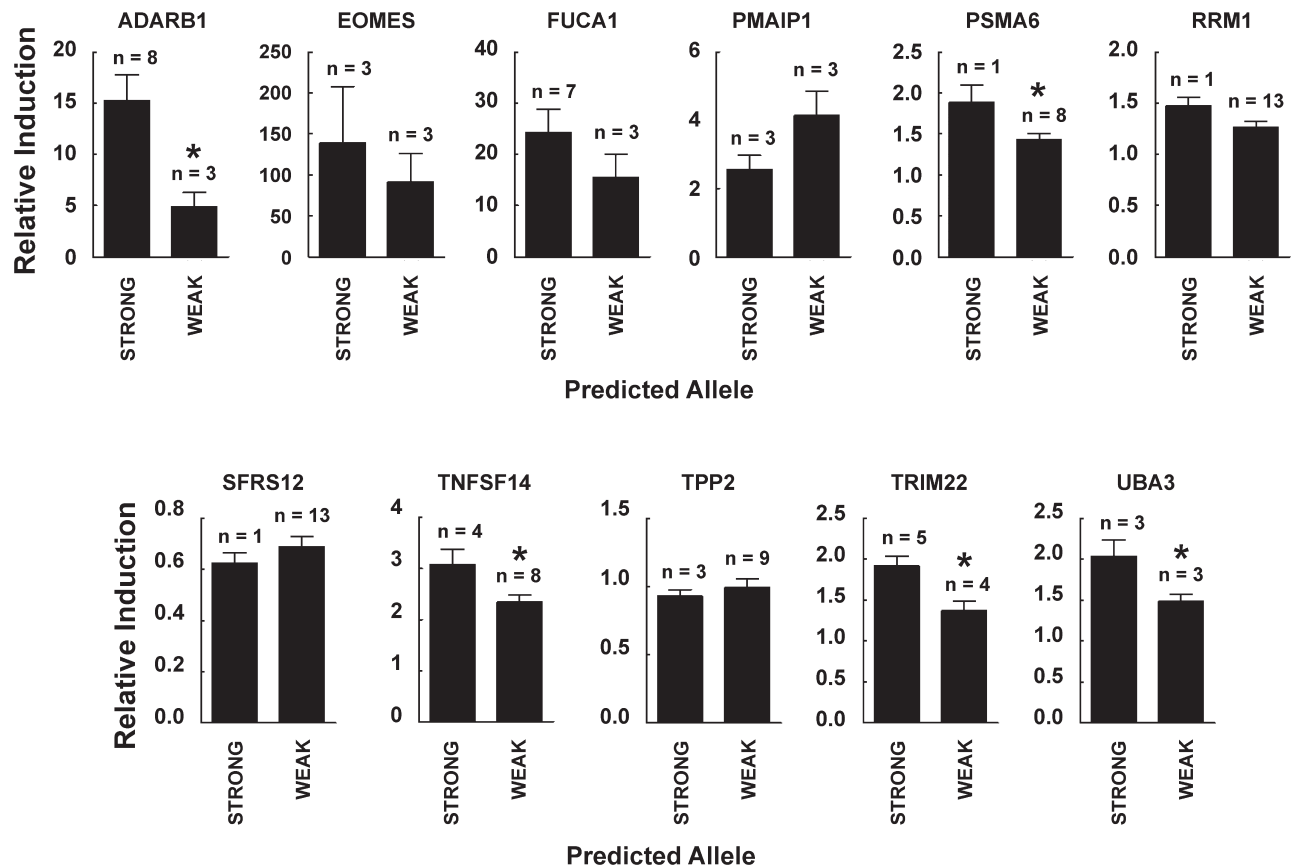 ADARB1 EOMES FUCA1 PMAIP1 PSMA6 RRM1
Relative Induction
20
15
10
5
0
n = 8
*
n = 3
STRONG
WEAK
250
200
150
100
50
0
n = 3
n = 3
STRONG
WEAK
40
30
20
10
0
n = 7
n = 3
STRONG
WEAK
6
4
2
0
n = 3
n = 3
STRONG
WEAK
2.5
2.0
1.5
1.0
0.5
0.0
n = 1
*
n = 8
STRONG
WEAK
2.0
1.5
1.0
0.5
0.0
n = 1
n = 13
STRONG
WEAK
Predicted Allele
SFRS12 TNFSF14 TPP2 TRIM22 UBA3
Relative Induction
0.8
0.6
0.4
0.2
0.0
n = 1
n = 13
STRONG
WEAK
4
3
2
1
0
n = 4
*
n = 8
STRONG
WEAK
1.5
1.0
0.5
0.0
n = 3
n = 9
STRONG
WEAK
2.5
2.0
1.5
1.0
0.5
0.0
n = 5
*
n = 4
STRONG
WEAK
2.5
2.0
1.5
1.0
0.5
0.0
n = 3
*
n = 3
STRONG
WEAK
Predicted Allele